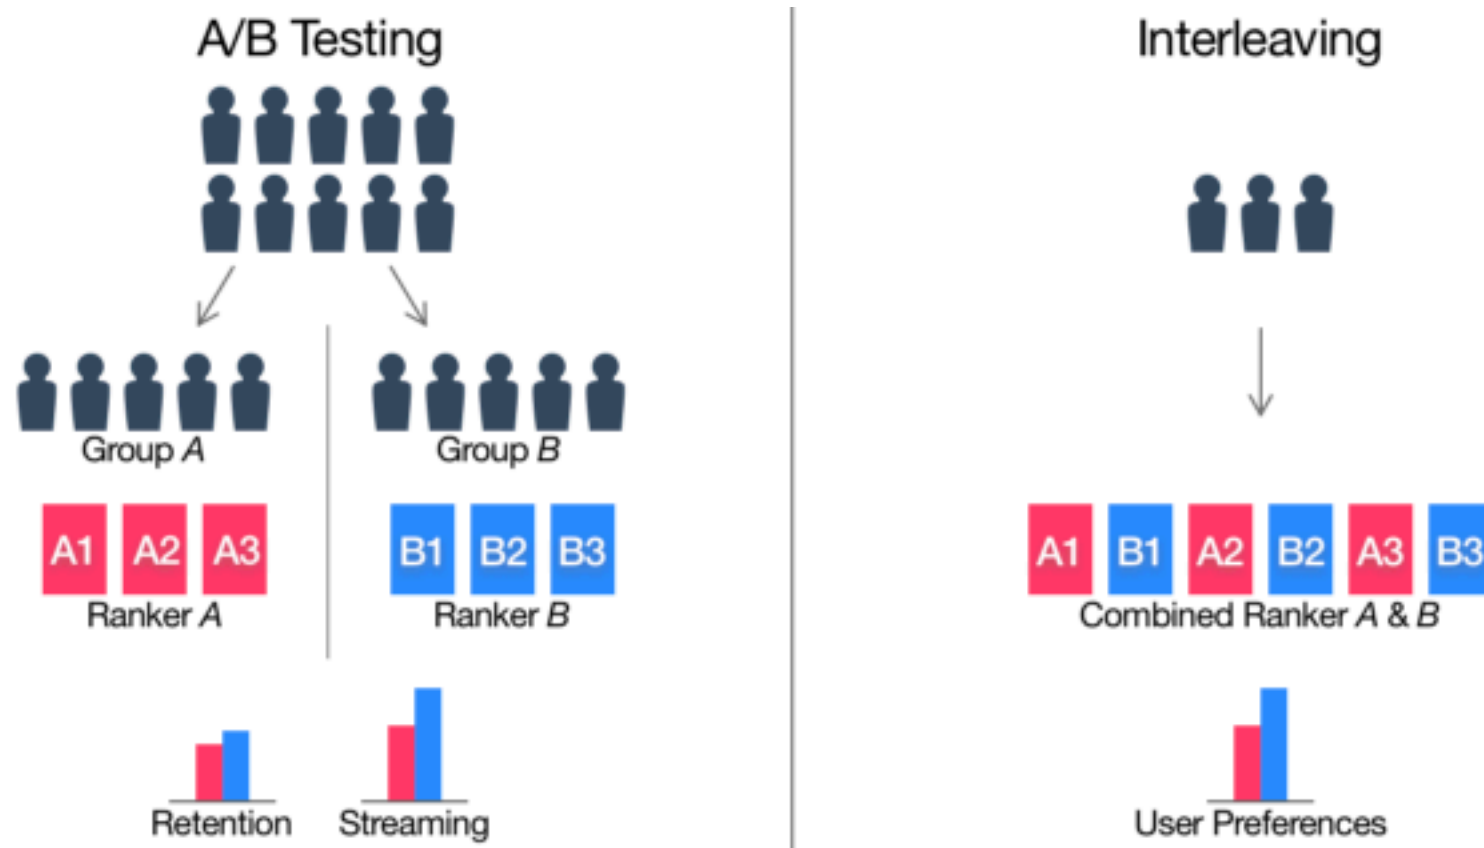 A/B Testing
Group A
Group B
A1 A2 A3
B1 B2 B3
Ranker A
Ranker B
Retention
Streaming
Interleaving
A1 B1 A2 B2 A3 B3
Combined Ranker A & B
User Preferences